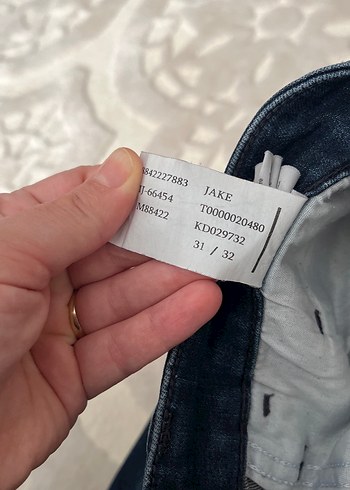 842227883
J-66454
M88422
JAKE
T0000020480
KD029732
31 / 32